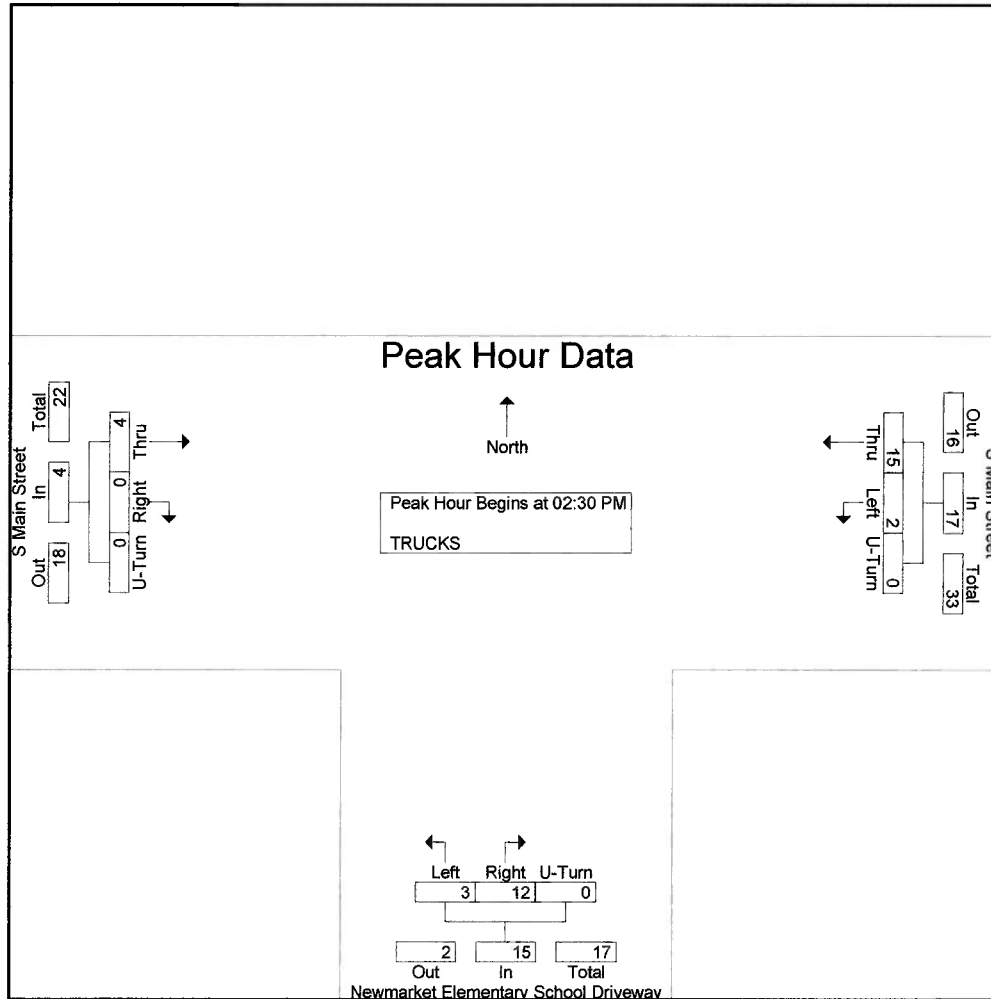 Peak Hour Data
North
Peak Hour Begins at 02:30 PM
TRUCKS
S Main Street
Total
22
In
4
Out
18
4
Thru
0
Right
0
U-Turn
Out
16
In
17
Total
33
Thru
15
Left
2
U-Turn
0
Main Street
Left Right U-Turn
3 12 0
2 15 17
Out In Total
Newmarket Elementary School Driveway